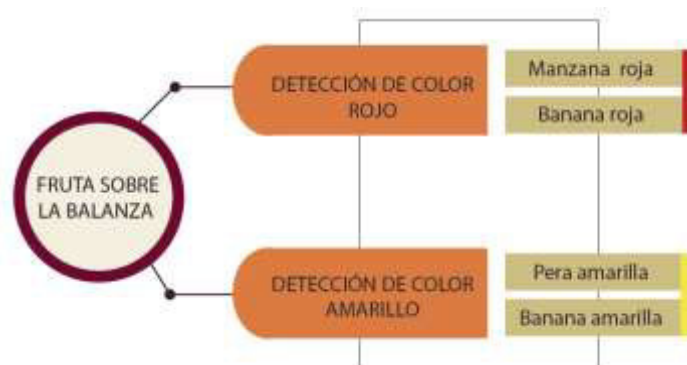 FRUTA SOBRE
LA BALANZA
DETECCIÓN DE COLOR
ROJO
Manzana roja
Banana roja
DETECCIÓN DE COLOR
AMARILLO
Pera amarilla
Banana amarilla